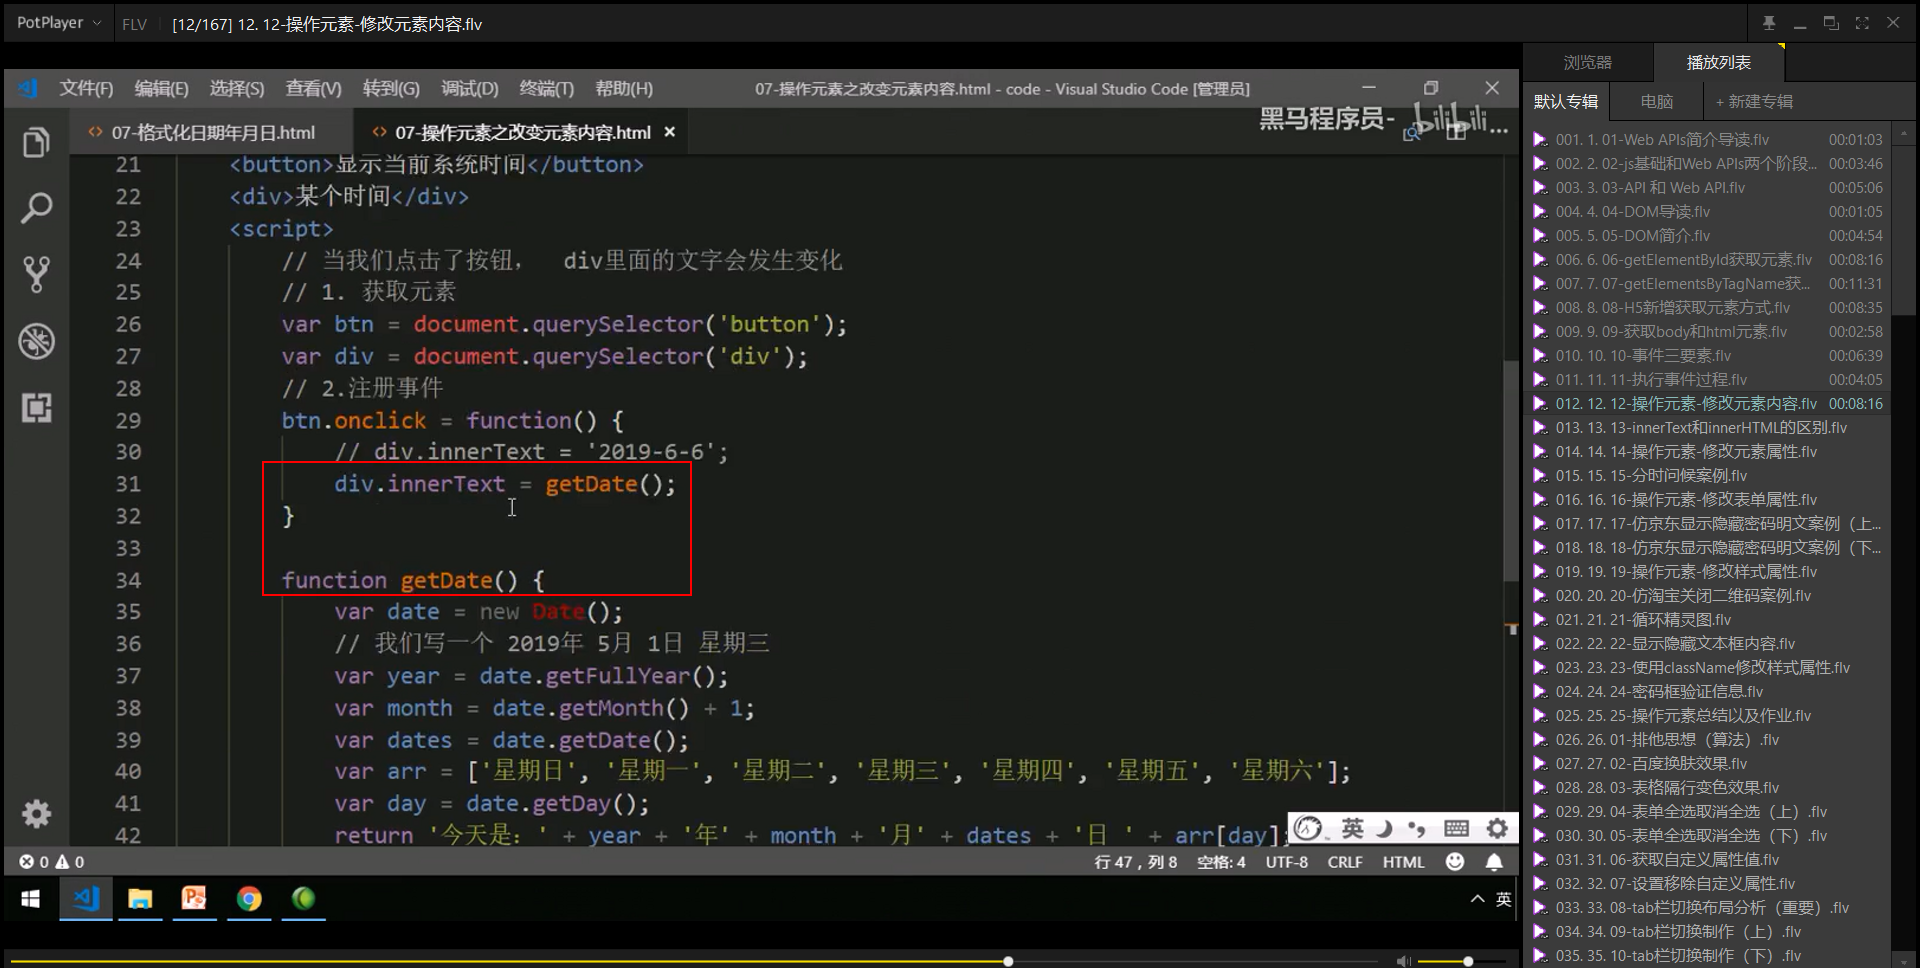 PotPlayer FLV [12/167] 12. 12-操作元素-修改元素内容.flv
文件(F) 编辑(E) 选择(S) 查看(V) 转到(G) 调试(D) 终端(T) 帮助(H) 07-操作元素之改变元素内容.html - code - Visual Studio Code [管理员]
07-格式化日期年月日.html 07-操作元素之改变元素内容.html
黑马程序员- bilibili
21 <button>显示当前系统时间</button>
22 <div>某个时间</div>
23 <script>
24 // 当我们点击了按钮， div里面的文字会发生变化
25 // 1. 获取元素
26 var btn = document.querySelector('button');
27 var div = document.querySelector('div');
28 // 2.注册事件
29 btn.onclick = function() {
30 // div.innerText = '2019-6-6';
31 div.innerText = getDate();
32 }
33
34 function getDate() {
35 var date = new Date();
36 // 我们写一个 2019年 5月 1日 星期三
37 var year = date.getFullYear();
38 var month = date.getMonth() + 1;
39 var dates = date.getDate();
40 var arr = ['星期日', '星期一', '星期二', '星期三', '星期四', '星期五', '星期六'];
41 var day = date.getDay();
42 return '今天是：' + year + '年' + month + '月' + dates + '日 ' + arr[day];
英
0 0 行 47，列 8 空格: 4 UTF-8 CRLF HTML
英
浏览器 播放列表
默认专辑 电脑 + 新建专辑
001. 1. 01-Web APIs简介导读.flv 00:01:03
002. 2. 02-js基础和Web APIs两个阶段... 00:03:46
003. 3. 03-API 和 Web API.flv 00:05:06
004. 4. 04-DOM导读.flv 00:01:05
005. 5. 05-DOM简介.flv 00:04:54
006. 6. 06-getElementById获取元素.flv 00:08:16
007. 7. 07-getElementsByTagName获... 00:11:31
008. 8. 08-H5新增获取元素方式.flv 00:08:35
009. 9. 09-获取body和html元素.flv 00:02:58
010. 10. 10-事件三要素.flv 00:06:39
011. 11. 11-执行事件过程.flv 00:04:05
012. 12. 12-操作元素-修改元素内容.flv 00:08:16
013. 13. 13-innerText和innerHTML的区别.flv
014. 14. 14-操作元素-修改元素属性.flv
015. 15. 15-分时问候案例.flv
016. 16. 16-操作元素-修改表单属性.flv
017. 17. 17-仿京东显示隐藏密码明文案例（上...
018. 18. 18-仿京东显示隐藏密码明文案例（下...
019. 19. 19-操作元素-修改样式属性.flv
020. 20. 20-仿淘宝关闭二维码案例.flv
021. 21. 21-循环精灵图.flv
022. 22. 22-显示隐藏文本框内容.flv
023. 23. 23-使用className修改样式属性.flv
024. 24. 24-密码框验证信息.flv
025. 25. 25-操作元素总结以及作业.flv
026. 26. 01-排他思想（算法）.flv
027. 27. 02-百度换肤效果.flv
028. 28. 03-表格隔行变色效果.flv
029. 29. 04-表单全选取消全选（上）.flv
030. 30. 05-表单全选取消全选（下）.flv
031. 31. 06-获取自定义属性值.flv
032. 32. 07-设置移除自定义属性.flv
033. 33. 08-tab栏切换布局分析（重要）.flv
034. 34. 09-tab栏切换制作（上）.flv
035. 35. 10-tab栏切换制作（下）.flv